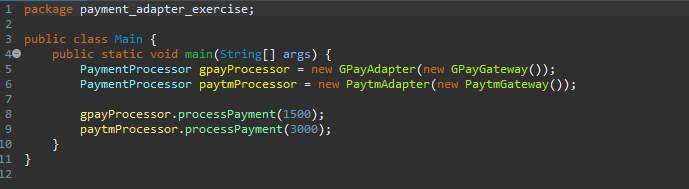 1 package payment_adapter_exercise;
2
3 public class Main {
4     public static void main(String[] args) {
5         PaymentProcessor gpayProcessor = new GPayAdapter(new GPayGateway());
6         PaymentProcessor paytmProcessor = new PaytmAdapter(new PaytmGateway());
7
8         gpayProcessor.processPayment(1500);
9         paytmProcessor.processPayment(3000);
10     }
11 }
12